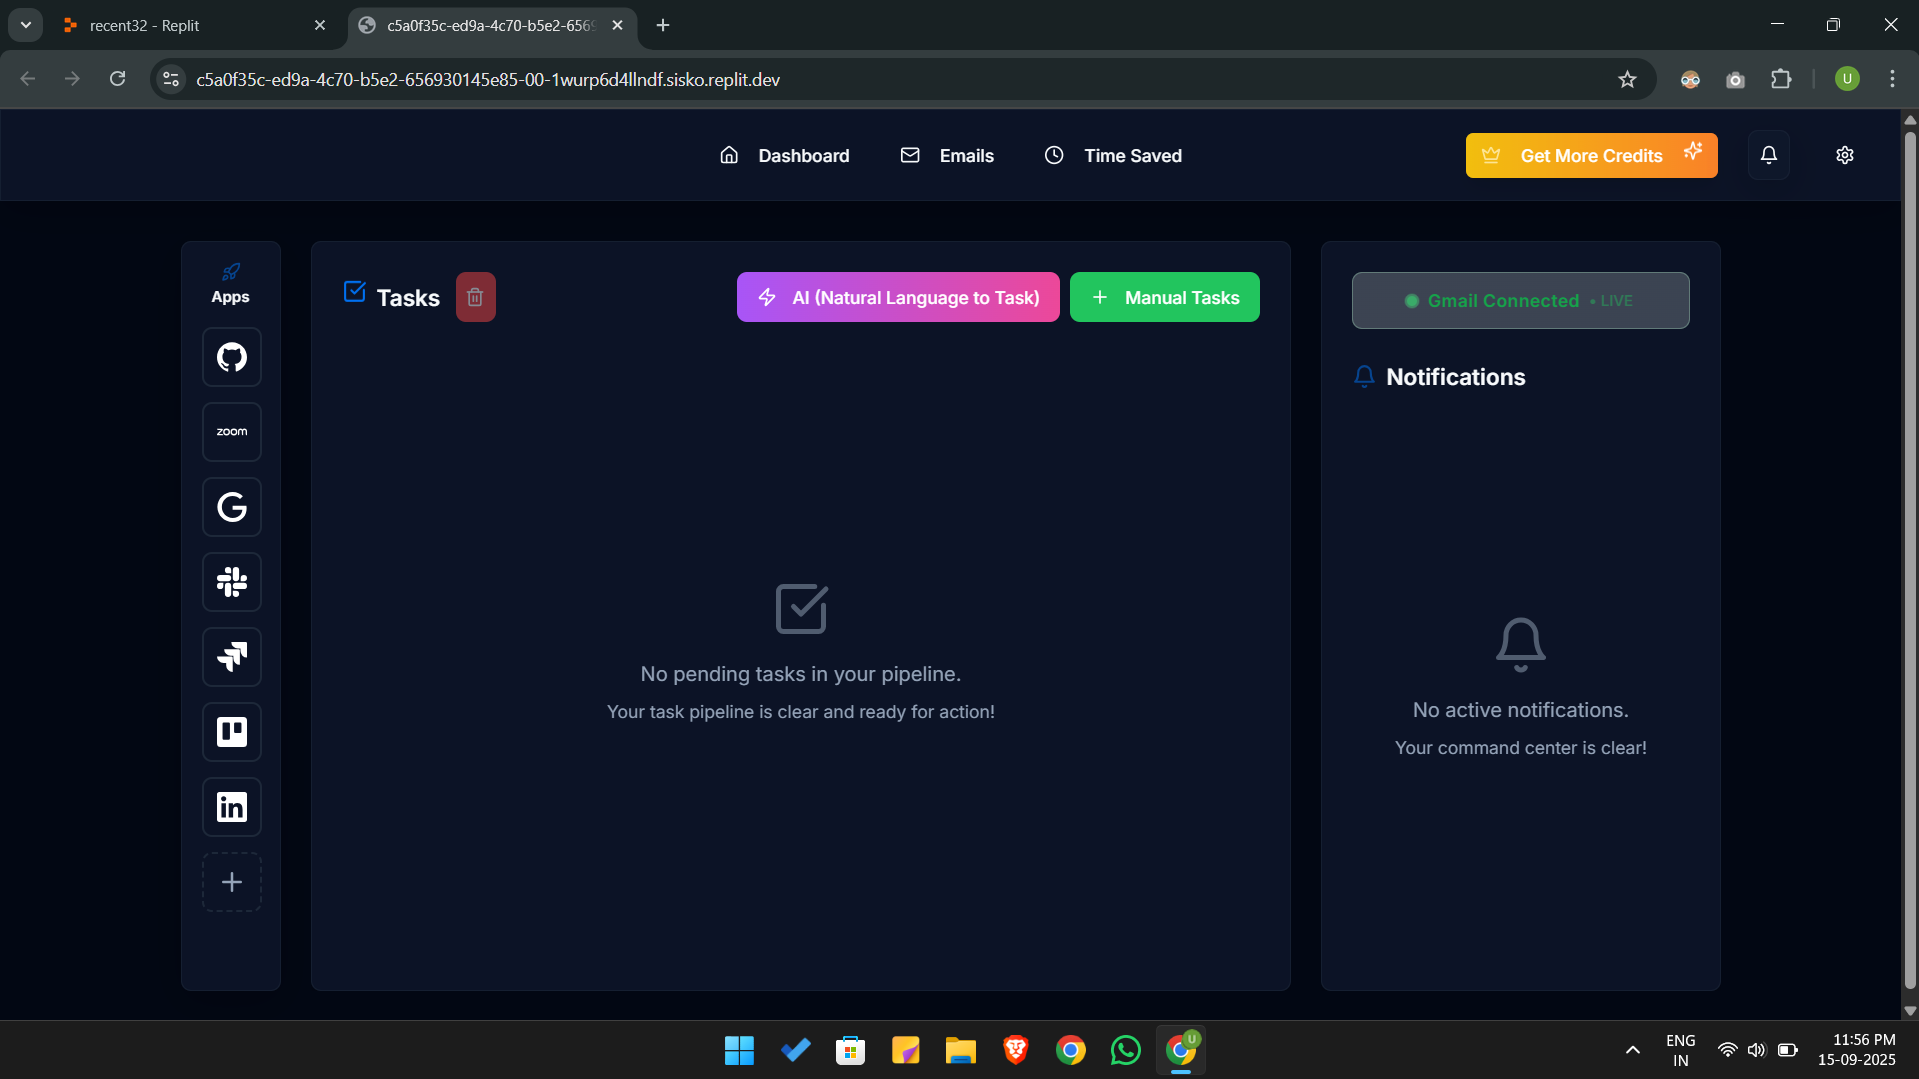 recent32 - Replit
c5a0f35c-ed9a-4c70-b5e2-656
c5a0f35c-ed9a-4c70-b5e2-656930145e85-00-1wurp6d4llndf.sisko.replit.dev
U
Dashboard
Emails
Time Saved
Get More Credits
Apps
zoom
G
in
Tasks
AI (Natural Language to Task)
Manual Tasks
No pending tasks in your pipeline.
Your task pipeline is clear and ready for action!
Gmail Connected • LIVE
Notifications
No active notifications.
Your command center is clear!
U
ENG
IN
11:56 PM
15-09-2025